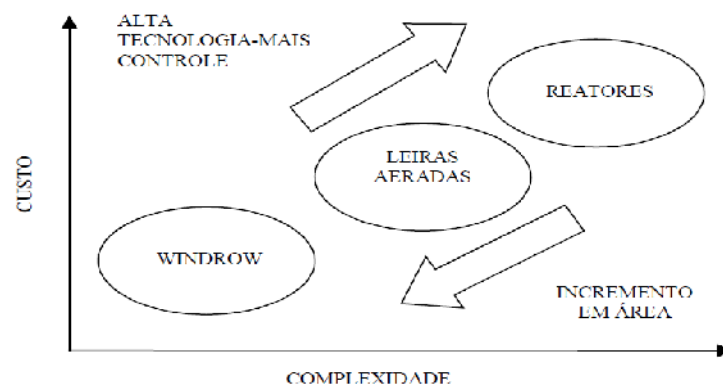 ALTA
TECNOLOGIA-MAIS
CONTROLE
REATORES
LEIRAS
AERADAS
CUSTO
WINDROW
INCREMENTO
EM ÁREA
COMPLEXIDADE